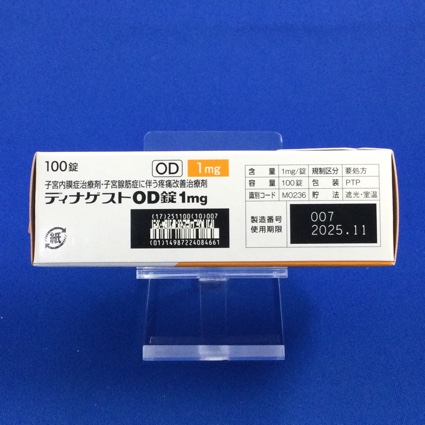 100錠 OD 1mg
子宮内膜症治療剤・子宮腺筋症に伴う疼痛改善治療剤
ディナゲストOD錠1mg
(17)251100(10)007
(01)14987224084661
紙
含量 1mg/錠 規制区分 要処方
容量 100錠 包装 PTP
識別コード MO236 貯法 遮光・室温
製造番号 007
使用期限 2025.11